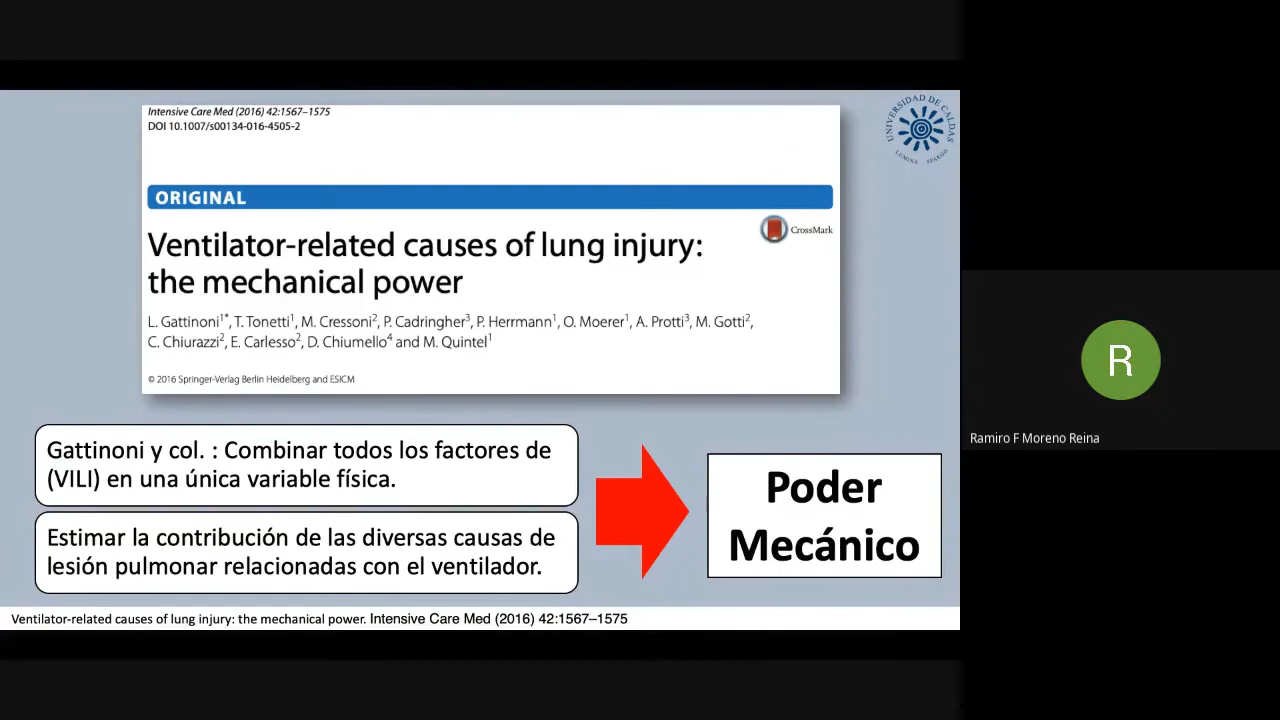 Intensive Care Med (2016) 42:1567–1575
DOI 10.1007/s00134-016-4505-2
UNIVERSIDAD DE CALDAS
LUMINA SPARGO
ORIGINAL
CrossMark
Ventilator-related causes of lung injury:
the mechanical power
L. Gattinoni1*, T. Tonetti1, M. Cressoni2, P. Cadringher3, P. Herrmann1, O. Moerer1, A. Protti3, M. Gotti2,
C. Chiurazzi2, E. Carlesso2, D. Chiumello4 and M. Quintel1
© 2016 Springer-Verlag Berlin Heidelberg and ESICM
Gattinoni y col. : Combinar todos los factores de
(VILI) en una única variable física.
Estimar la contribución de las diversas causas de
lesión pulmonar relacionadas con el ventilador.
Poder
Mecánico
Ventilator-related causes of lung injury: the mechanical power. Intensive Care Med (2016) 42:1567–1575
R
Ramiro F Moreno Reina